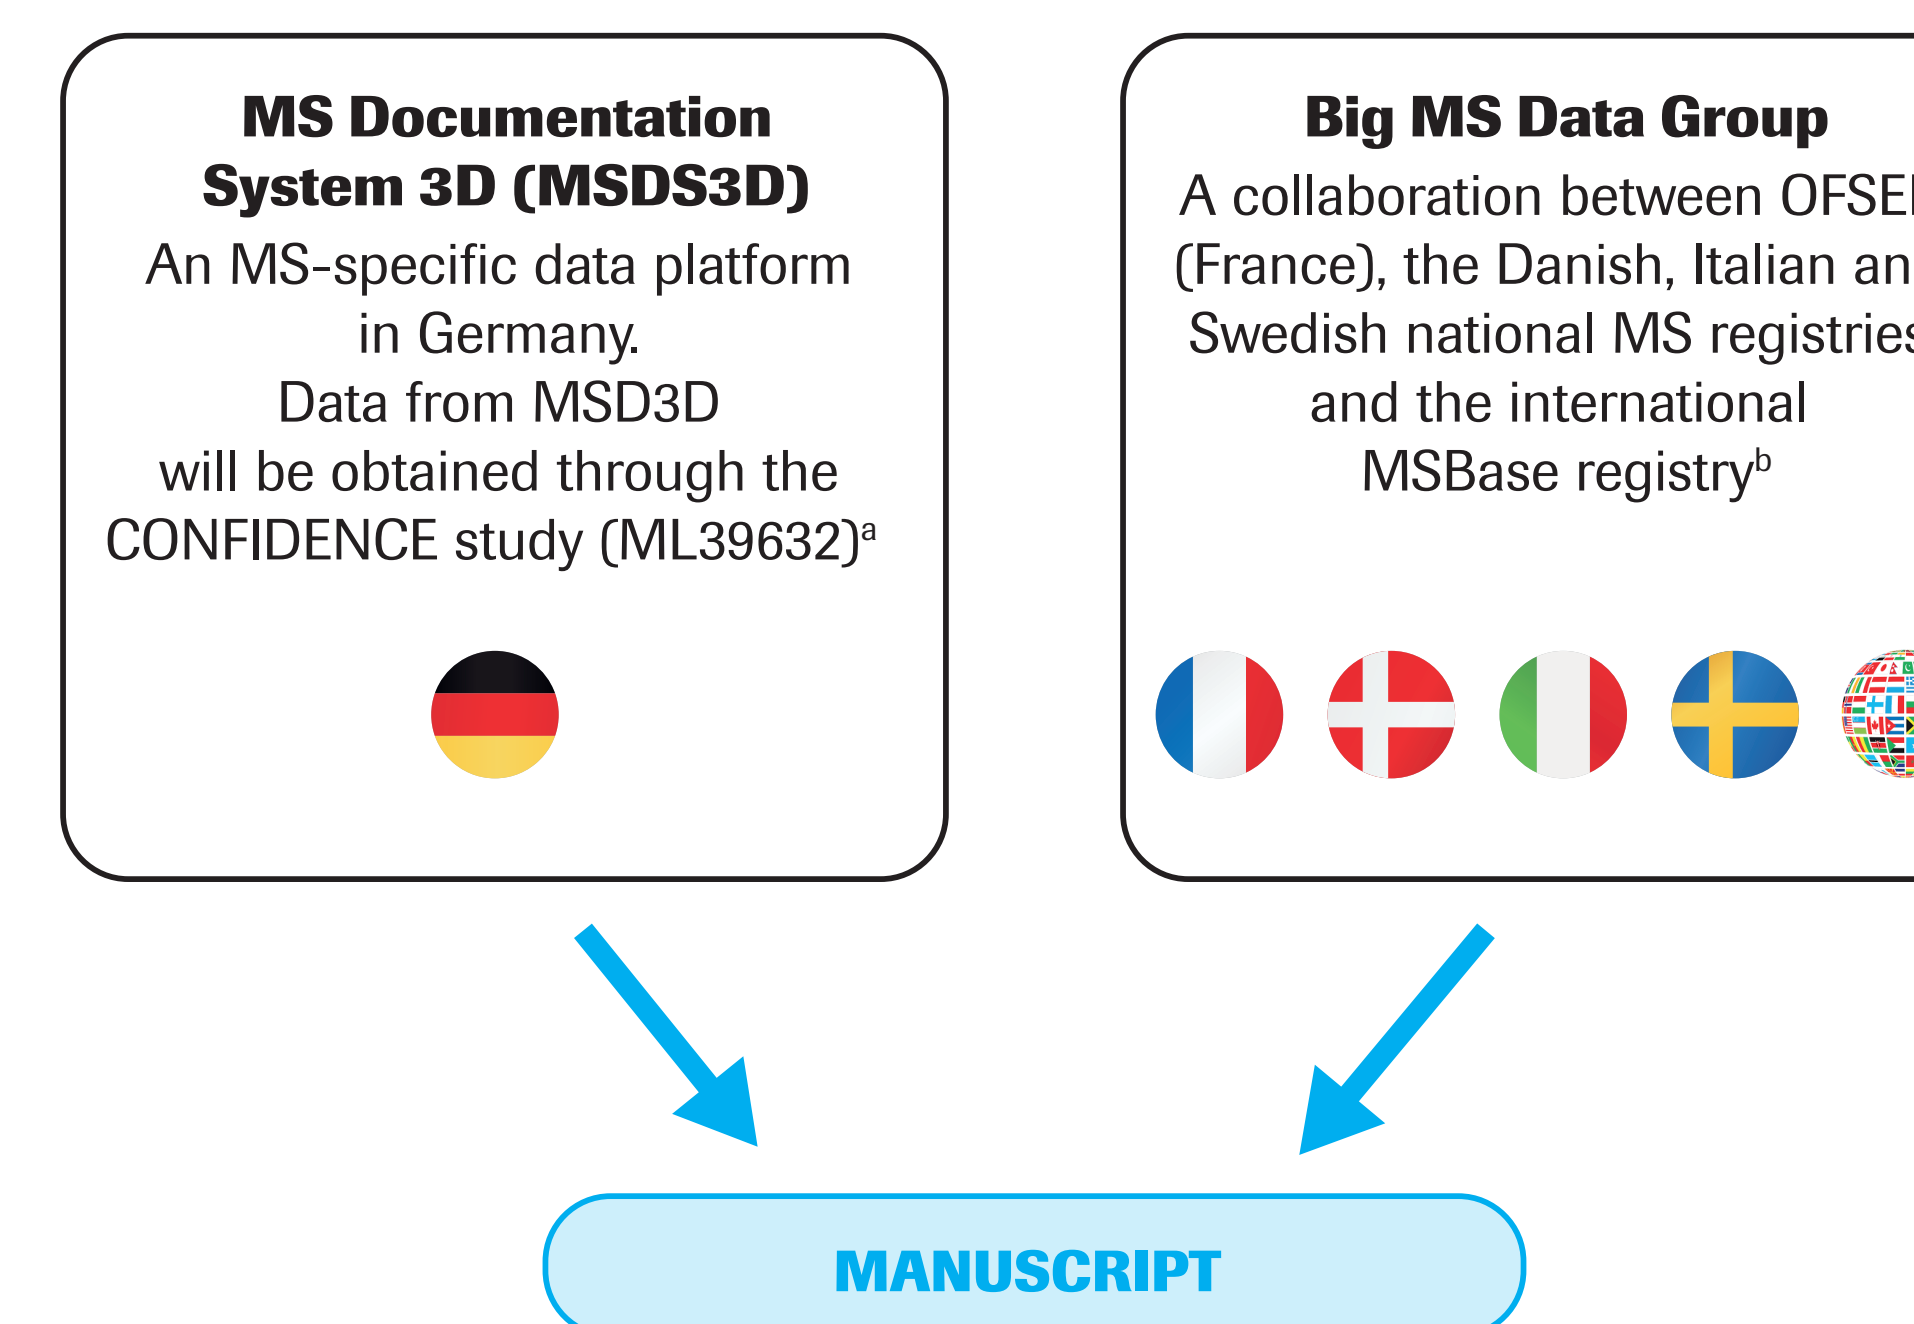 MS Documentation
System 3D (MSDS3D)
An MS-specific data platform
in Germany.
Data from MSD3D
will be obtained through the
CONFIDENCE study (ML39632)ᵃ
Big MS Data Group
A collaboration between
(France), the Danish, Italian
Swedish national MS registries
and the international
MSBase registryᵇ
MANUSCRIPT